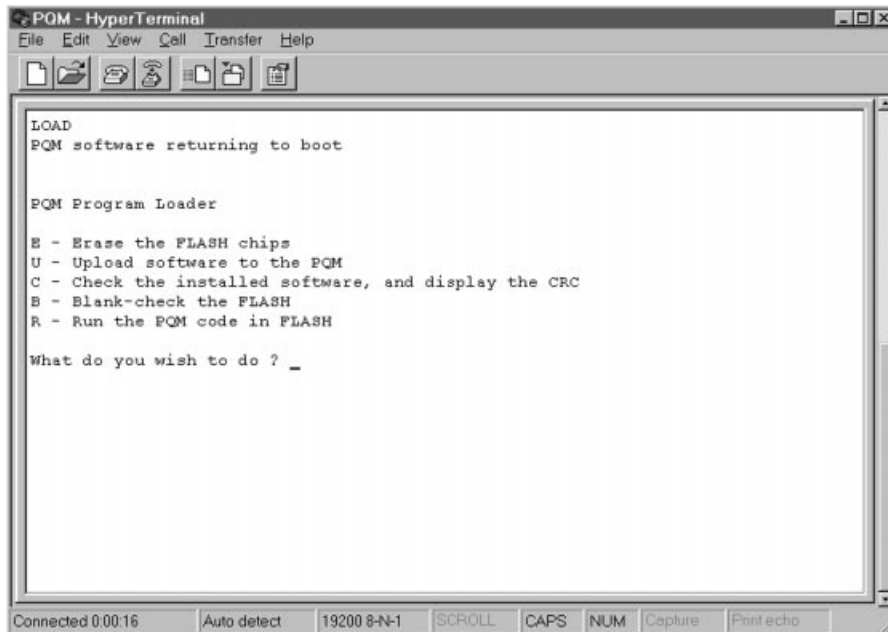 PQM - HyperTerminal
File Edit View Call Transfer Help
LOAD
PQM software returning to boot
PQM Program Loader
E - Erase the FLASH chips
U - Upload software to the PQM
C - Check the installed software, and display the CRC
B - Blank-check the FLASH
R - Run the PQM code in FLASH
What do you wish to do ? _
Connected 0:00:16 Auto detect 19200 8-N-1 SCROLL CAPS NUM Capture Print echo